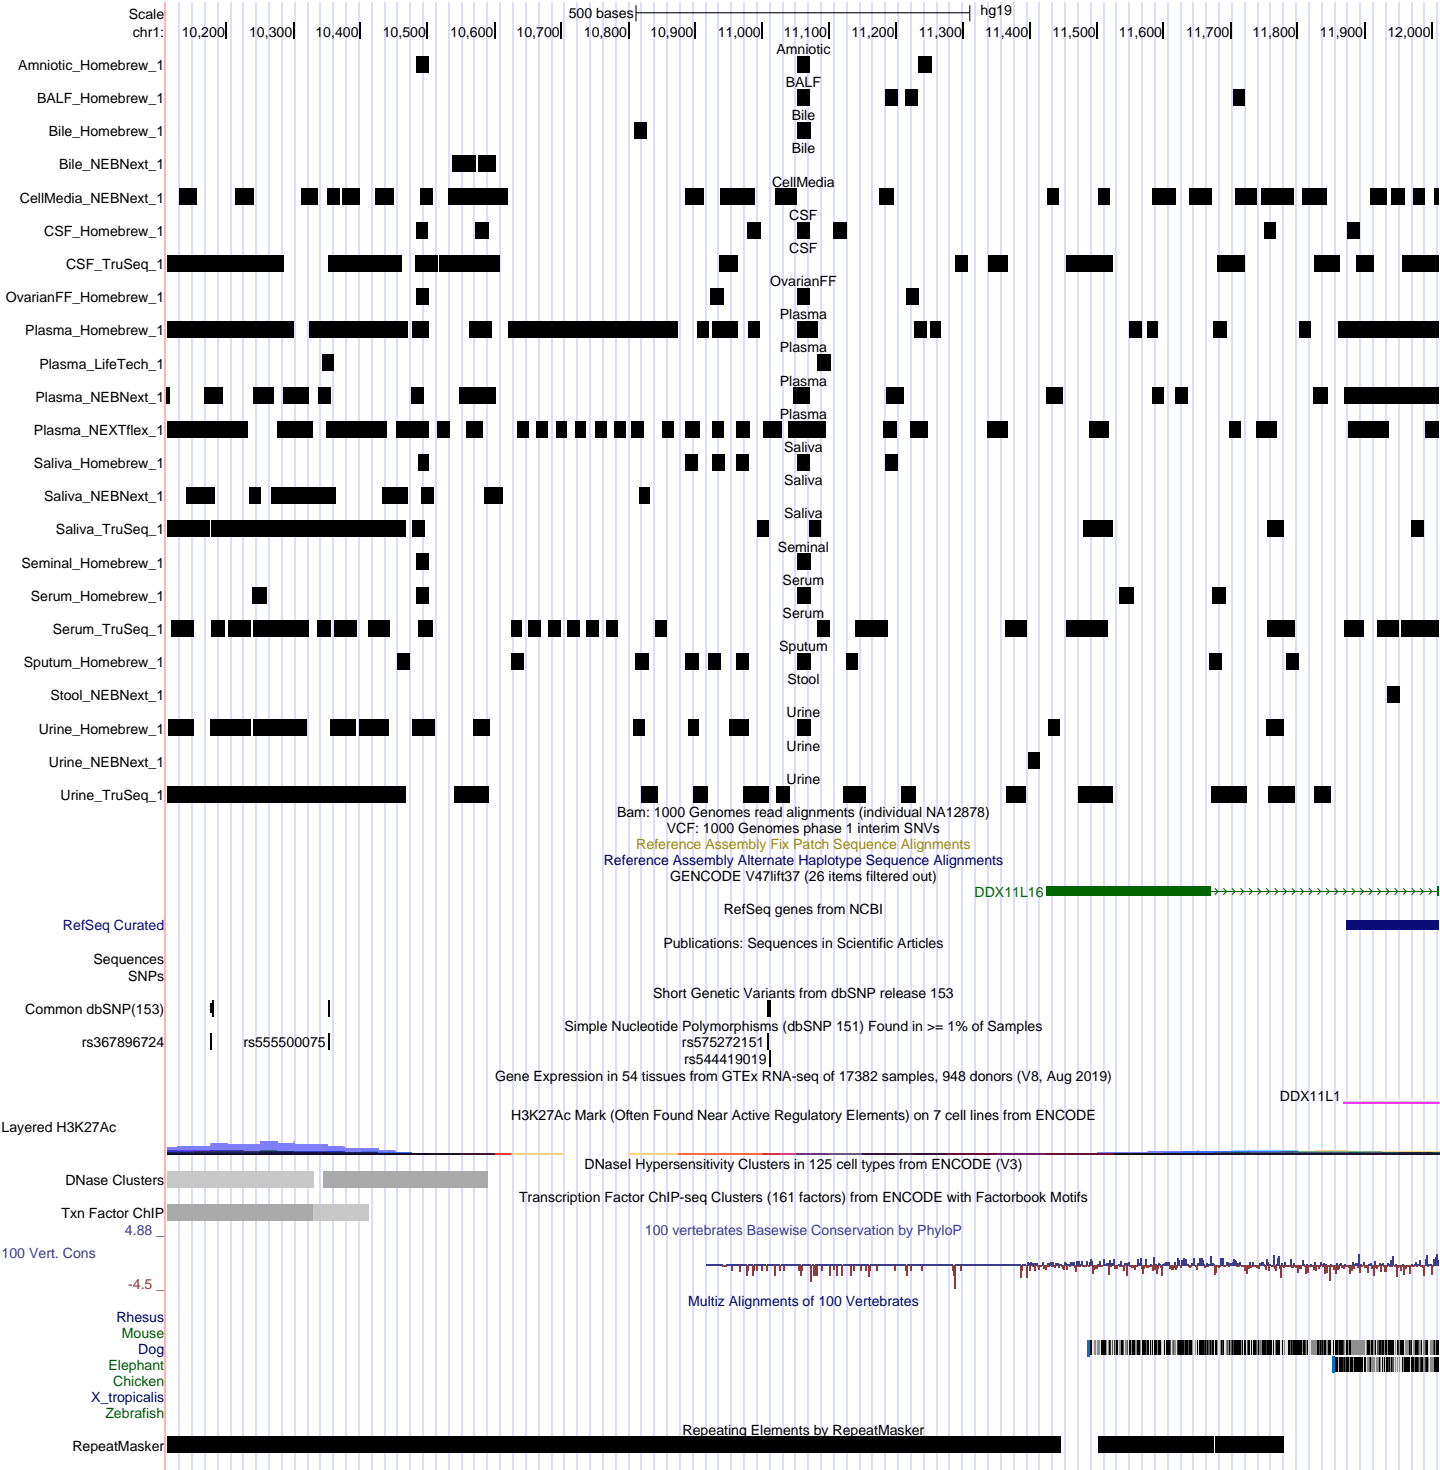 Scale 500 bases hg19
chr1: 10,200 10,300 10,400 10,500 10,600 10,700 10,800 10,900 11,000 11,100 11,200 11,300 11,400 11,500 11,600 11,700 11,800 11,900 12,000
Amniotic
Amniotic_Homebrew_1
BALF
BALF_Homebrew_1
Bile
Bile_Homebrew_1
Bile
Bile_NEBNext_1
CellMedia
CellMedia_NEBNext_1
CSF
CSF_Homebrew_1
CSF
CSF_TruSeq_1
OvarianFF
OvarianFF_Homebrew_1
Plasma
Plasma_Homebrew_1
Plasma
Plasma_LifeTech_1
Plasma
Plasma_NEBNext_1
Plasma
Plasma_NEXTflex_1
Saliva
Saliva_Homebrew_1
Saliva
Saliva_NEBNext_1
Saliva
Saliva_TruSeq_1
Seminal
Seminal_Homebrew_1
Serum
Serum_Homebrew_1
Serum
Serum_TruSeq_1
Sputum
Sputum_Homebrew_1
Stool
Stool_NEBNext_1
Urine
Urine_Homebrew_1
Urine
Urine_NEBNext_1
Urine
Urine_TruSeq_1
Bam: 1000 Genomes read alignments (individual NA12878)
VCF: 1000 Genomes phase 1 interim SNVs
Reference Assembly Fix Patch Sequence Alignments
Reference Assembly Alternate Haplotype Sequence Alignments
GENCODE V47lift37 (26 items filtered out)
DDX11L16
RefSeq genes from NCBI
RefSeq Curated
Publications: Sequences in Scientific Articles
Sequences
SNPs
Short Genetic Variants from dbSNP release 153
Common dbSNP(153)
Simple Nucleotide Polymorphisms (dbSNP 151) Found in >= 1% of Samples
rs367896724 rs555500075 rs575272151
rs544419019
Gene Expression in 54 tissues from GTEx RNA-seq of 17382 samples, 948 donors (V8, Aug 2019)
DDX11L1
H3K27Ac Mark (Often Found Near Active Regulatory Elements) on 7 cell lines from ENCODE
Layered H3K27Ac
DNaseI Hypersensitivity Clusters in 125 cell types from ENCODE (V3)
DNase Clusters
Transcription Factor ChIP-seq Clusters (161 factors) from ENCODE with Factorbook Motifs
Txn Factor ChIP
4.88 _
100 vertebrates Basewise Conservation by PhyloP
100 Vert. Cons
-4.5 _
Multiz Alignments of 100 Vertebrates
Rhesus
Mouse
Dog
Elephant
Chicken
X_tropicalis
Zebrafish
Repeating Elements by RepeatMasker
RepeatMasker